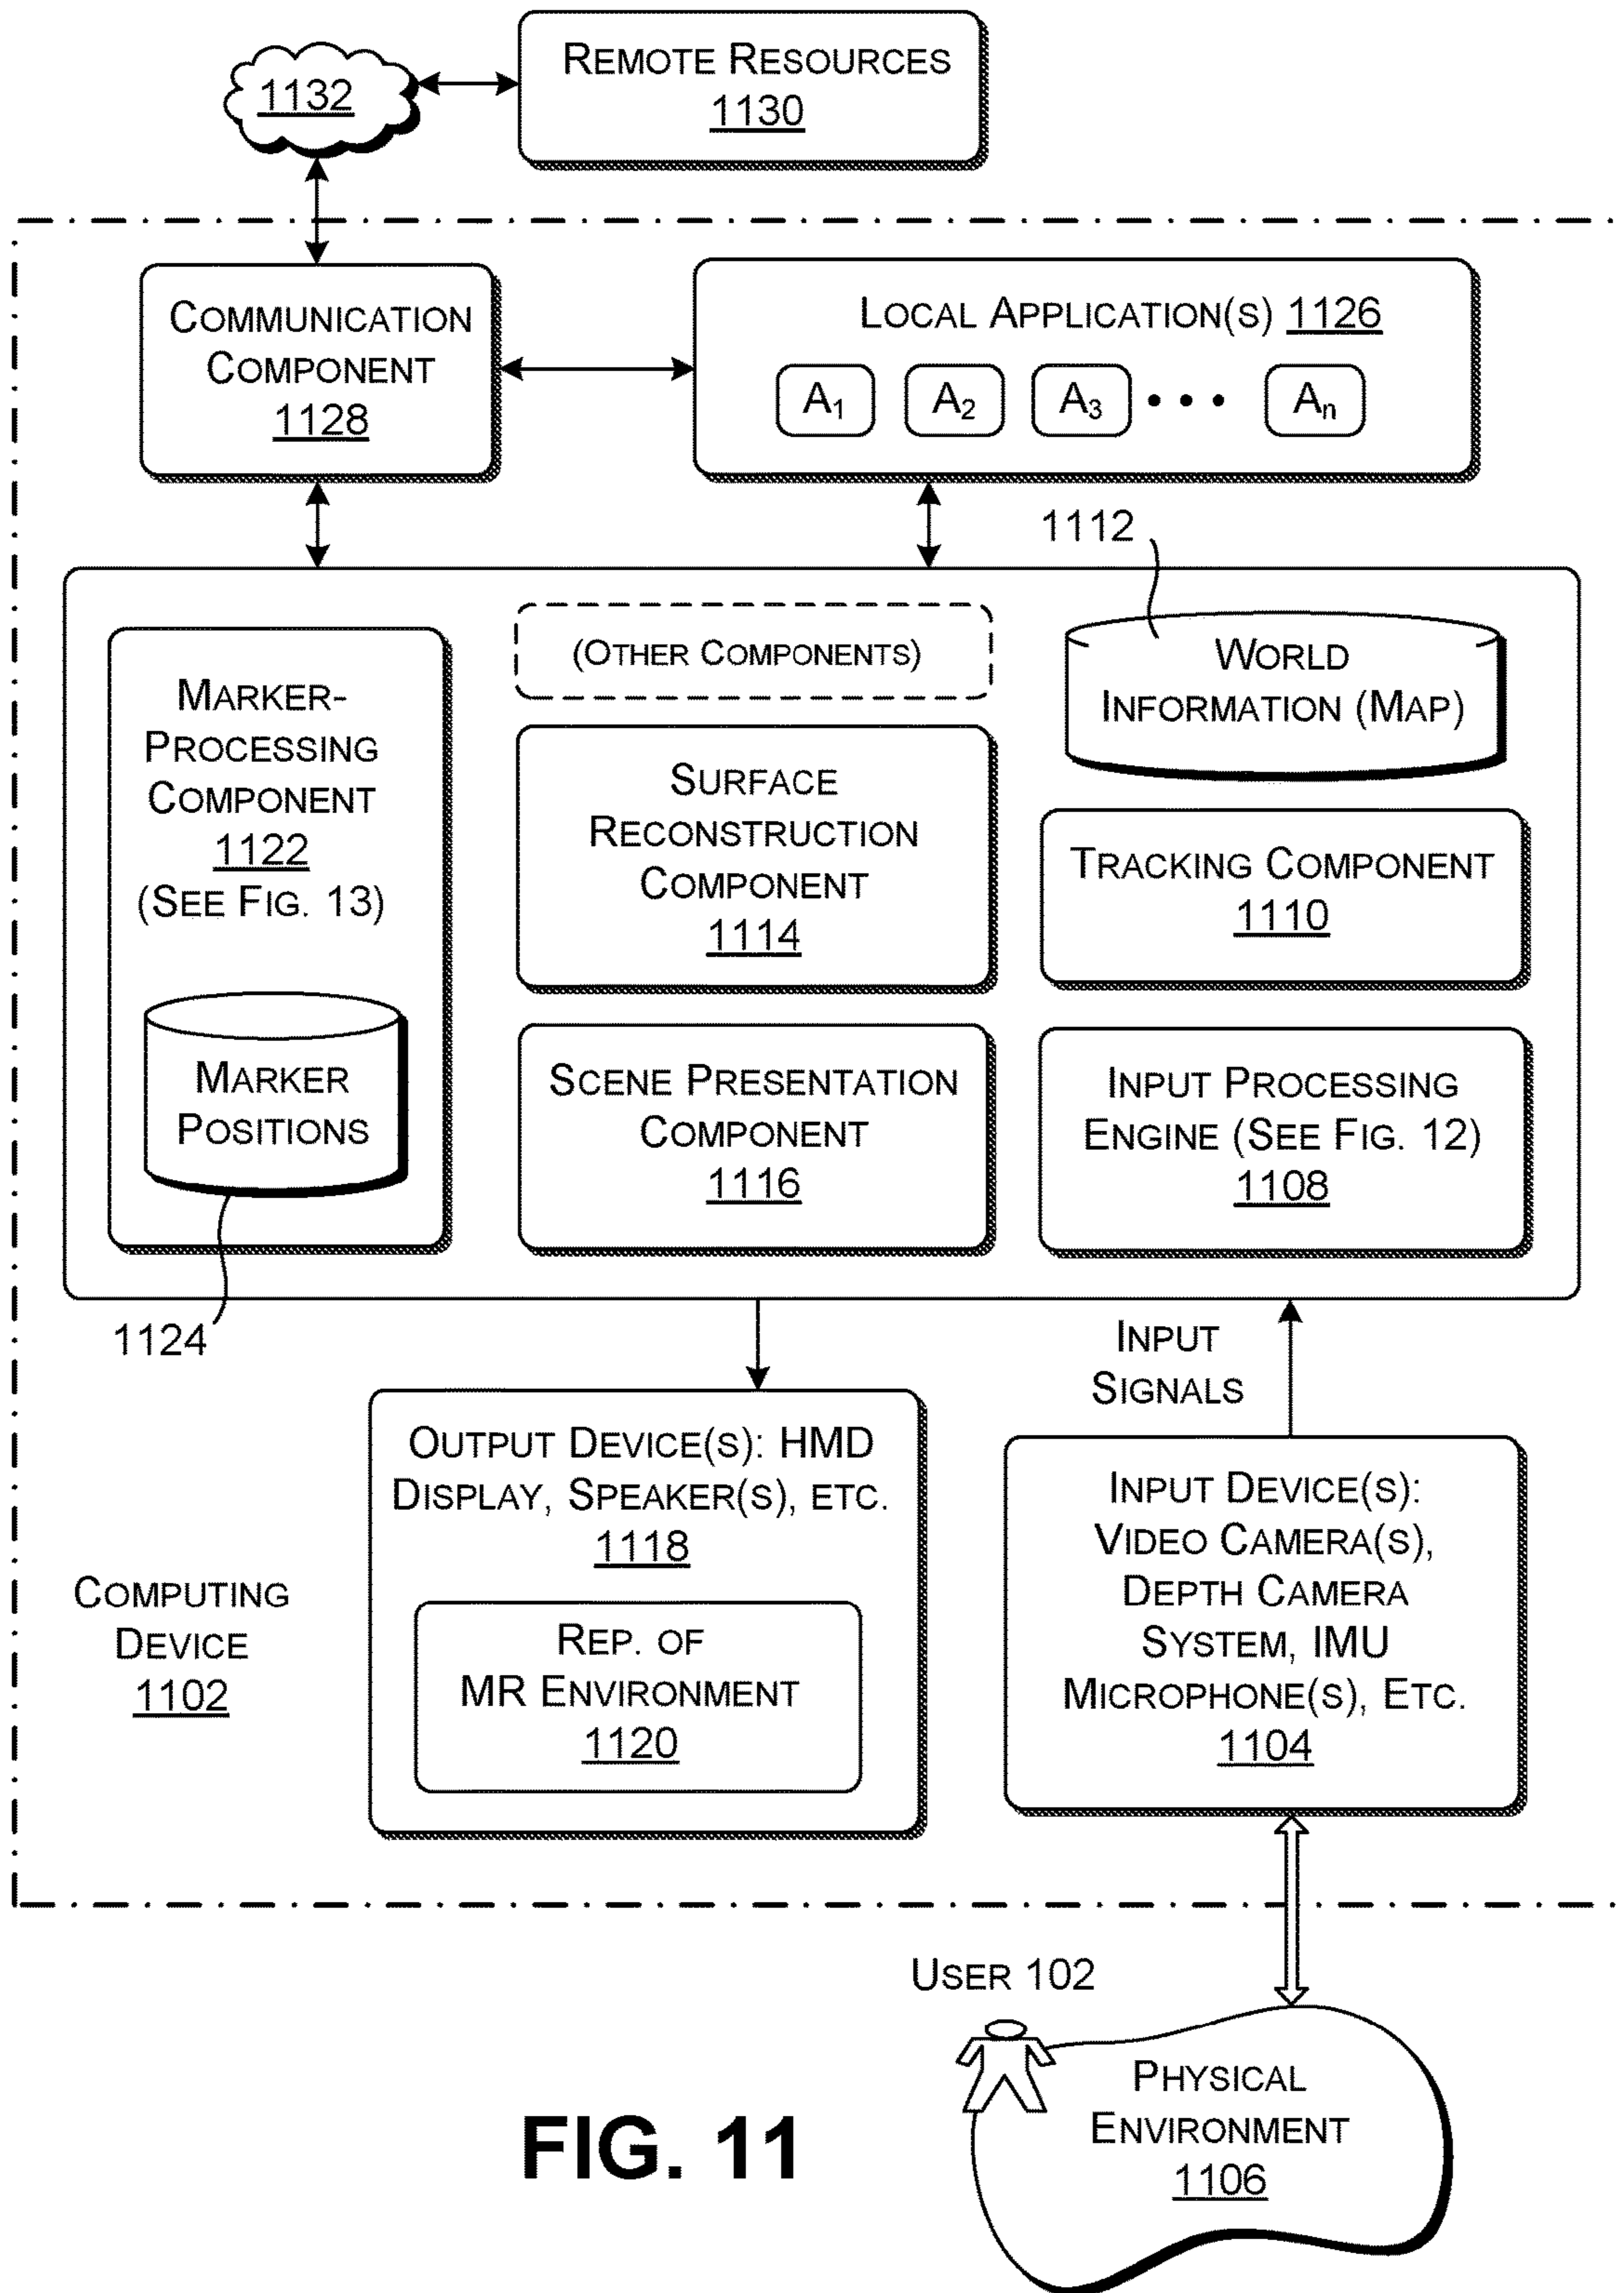 REMOTE RESOURCES
1130
1132
COMMUNICATION
COMPONENT
1128
LOCAL APPLICATION(S) 1126
A1 A2 A3 • • • An
1112
MARKER-
PROCESSING
COMPONENT
1122
(SEE FIG. 13)
MARKER
POSITIONS
1124
(OTHER COMPONENTS)
SURFACE
RECONSTRUCTION
COMPONENT
1114
SCENE PRESENTATION
COMPONENT
1116
WORLD
INFORMATION (MAP)
TRACKING COMPONENT
1110
INPUT PROCESSING
ENGINE (SEE FIG. 12)
1108
INPUT
SIGNALS
OUTPUT DEVICE(S): HMD
DISPLAY, SPEAKER(S), ETC.
1118
REP. OF
MR ENVIRONMENT
1120
INPUT DEVICE(S):
VIDEO CAMERA(S),
DEPTH CAMERA
SYSTEM, IMU
MICROPHONE(S), ETC.
1104
COMPUTING
DEVICE
1102
USER 102
PHYSICAL
ENVIRONMENT
1106
FIG. 11